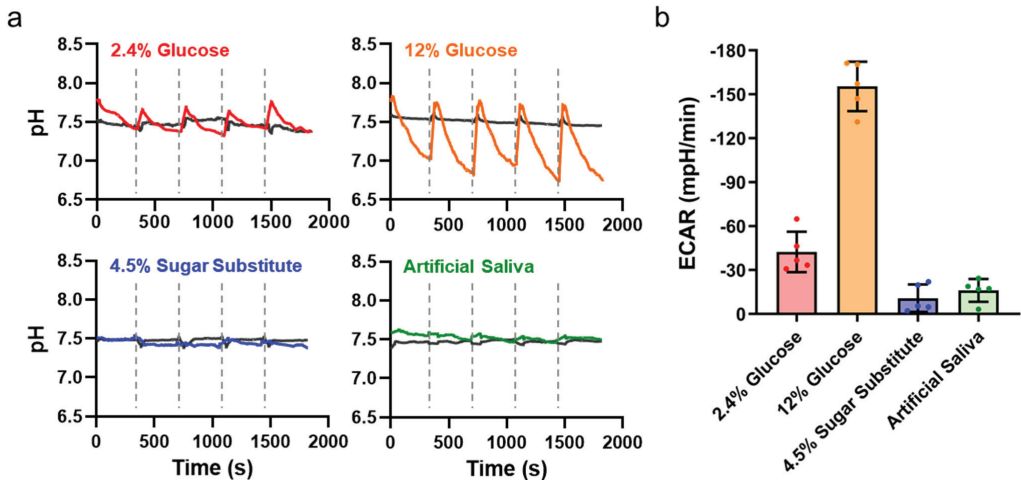 a
2.4% Glucose
12% Glucose
8.5
8.0
7.5
7.0
6.5
pH
0 500 1000 1500 2000
8.5
8.0
7.5
7.0
6.5
0 500 1000 1500 2000
4.5% Sugar Substitute
Artificial Saliva
8.5
8.0
7.5
7.0
6.5
pH
0 500 1000 1500 2000
Time (s)
8.5
8.0
7.5
7.0
6.5
0 500 1000 1500 2000
Time (s)
b
-180
-150
-120
-90
-60
-30
0
ECAR (mpH/min)
2.4% Glucose
12% Glucose
4.5% Sugar Substitute
Artificial Saliva